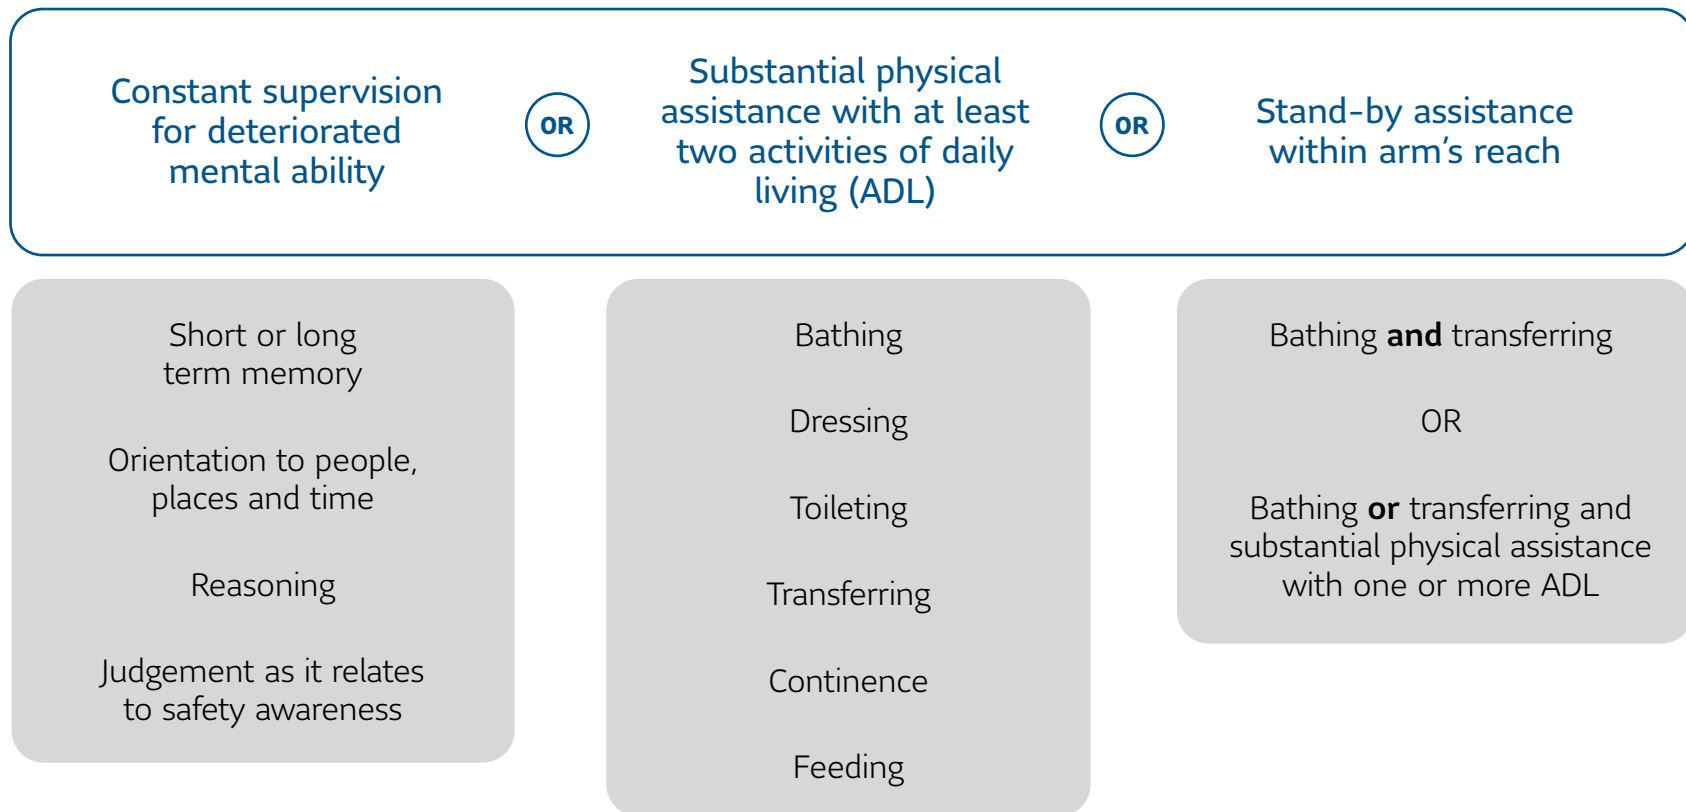 Constant supervision
for deteriorated
mental ability
OR
Substantial physical
assistance with at least
two activities of daily
living (ADL)
OR
Stand-by assistance
within arm's reach
Short or long
term memory
Orientation to people,
places and time
Reasoning
Judgement as it relates
to safety awareness
Bathing
Dressing
Toileting
Transferring
Continence
Feeding
Bathing and transferring
OR
Bathing or transferring and
substantial physical assistance
with one or more ADL